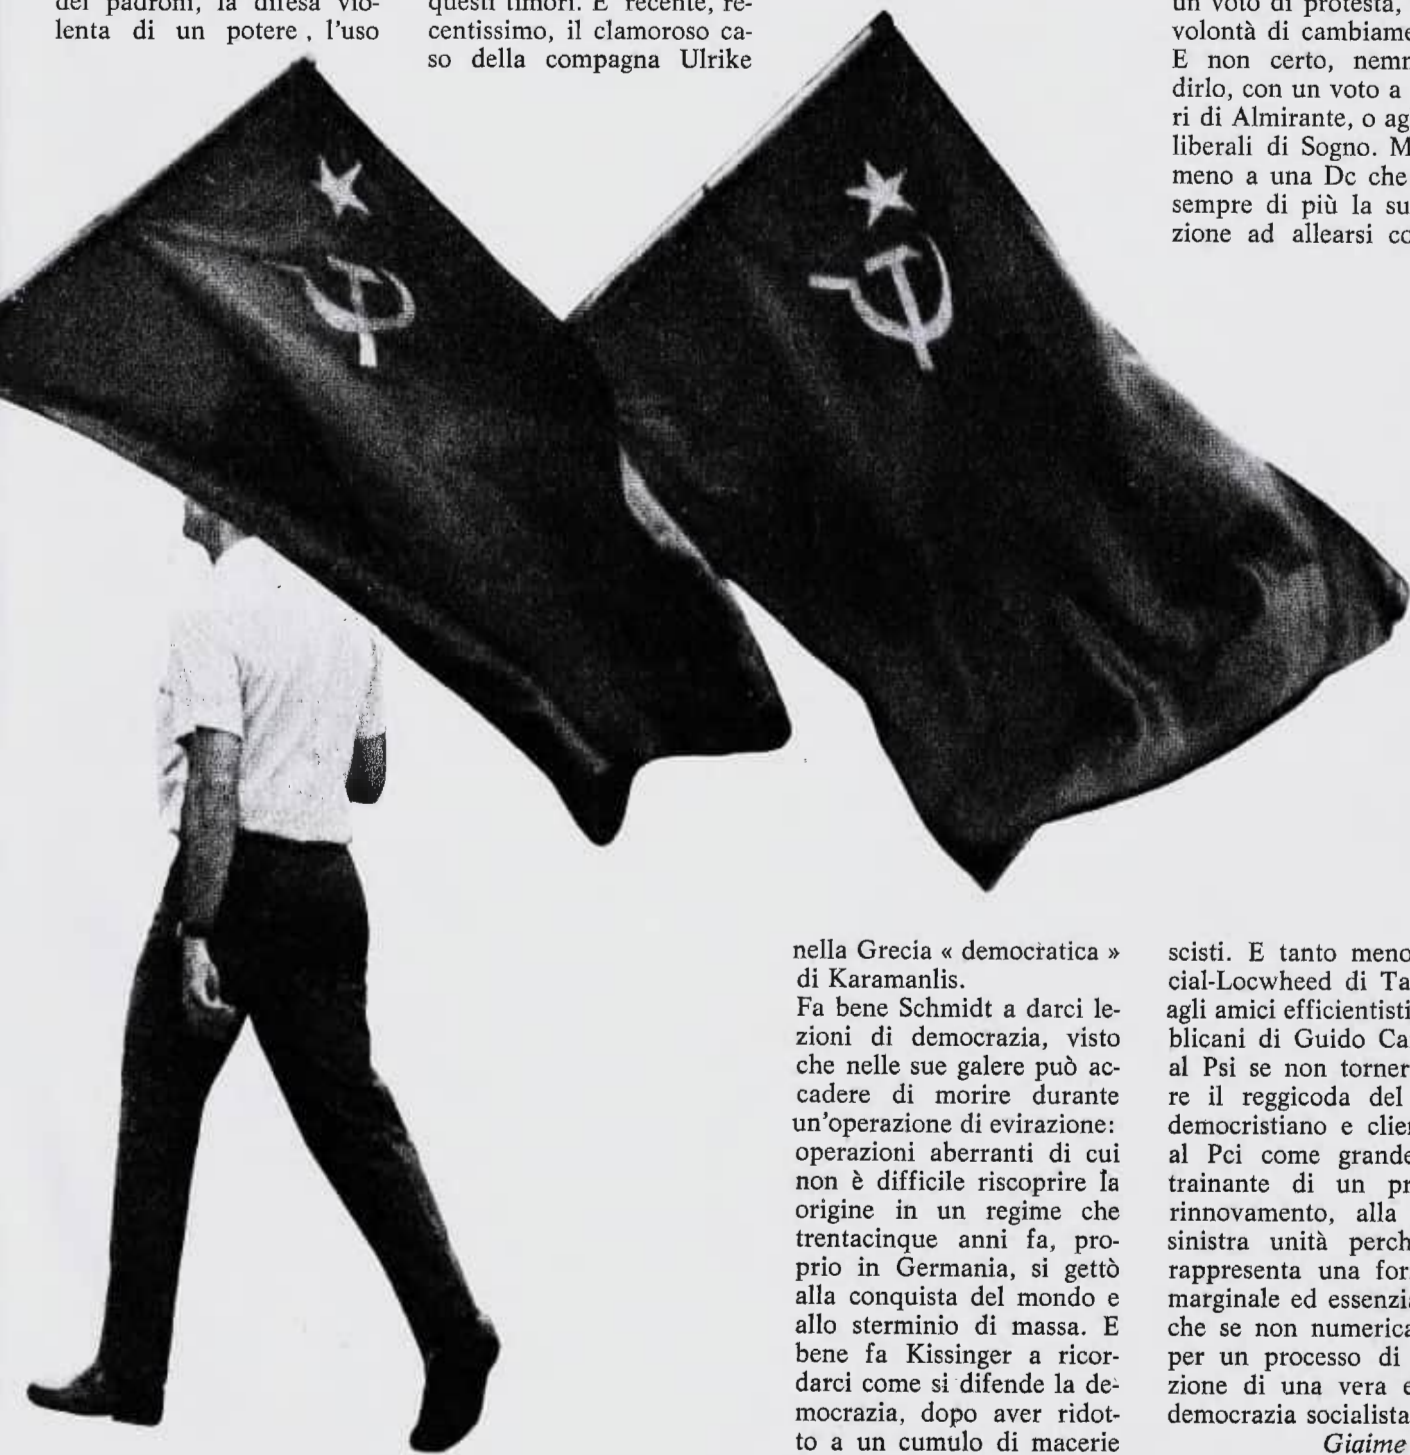 dei padroni, la difesa vio-
lenta di un potere , l'uso
questi timori. E recente, re-
centissimo, il clamoroso ca-
so della compagna Ulrike
nella Grecia « democratica »
di Karamanlis.
Fa bene Schmidt a darci le-
zioni di democrazia, visto
che nelle sue galere può ac-
cadere di morire durante
un'operazione di evirazione:
operazioni aberranti di cui
non è difficile riscoprire la
origine in un regime che
trentacinque anni fa, pro-
prio in Germania, si gettò
alla conquista del mondo e
allo sterminio di massa. E
bene fa Kissinger a ricor-
darci come si difende la de-
mocrazia, dopo aver ridot-
to a un cumulo di macerie
un voto di protesta,
volontà di cambiame
E non certo, nemr
dirlo, con un voto a
ri di Almirante, o ag
liberali di Sogno. M
meno a una Dc che
sempre di più la su
zione ad allearsi co
scisti. E tanto meno
cial-Locwheed di Ta
agli amici efficientisti
blicani di Guido Ca
al Psi se non torner
re il reggicoda del
democristiano e clien
al Pci come grande
trainante di un pr
rinnovamento, alla
sinistra unità perch
rappresenta una for
marginale ed essenzia
che se non numerica
per un processo di
zione di una vera e
democrazia socialista
Giaime